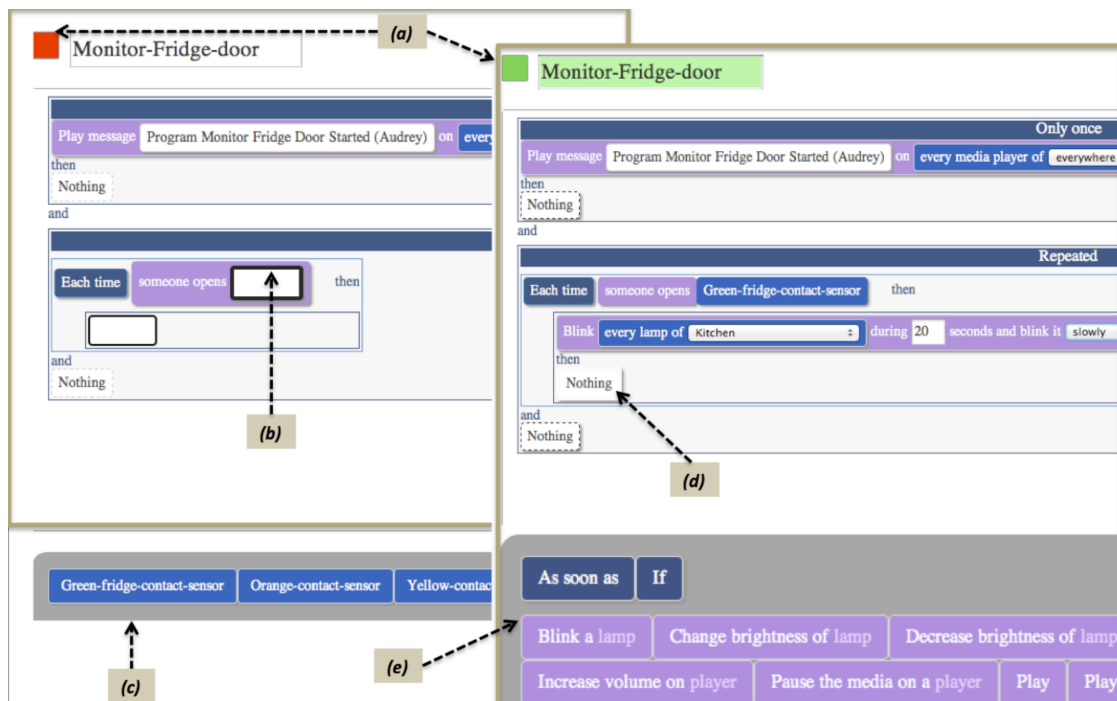 (a)
Monitor-Fridge-door
Play message Program Monitor Fridge Door Started (Audrey) on every
then
Nothing
and
Each time someone opens then
and
Nothing
(b)
Green-fridge-contact-sensor Orange-contact-sensor Yellow-contac
(c)
Monitor-Fridge-door
Only once
Play message Program Monitor Fridge Door Started (Audrey) on every media player of everywhere
then
Nothing
and
Repeated
Each time someone opens Green-fridge-contact-sensor then
Blink every lamp of Kitchen during 20 seconds and blink it slowly
then
Nothing
and
Nothing
(d)
As soon as If
Blink a lamp Change brightness of lamp Decrease brightness of lamp
(e)
Increase volume on player Pause the media on a player Play Play